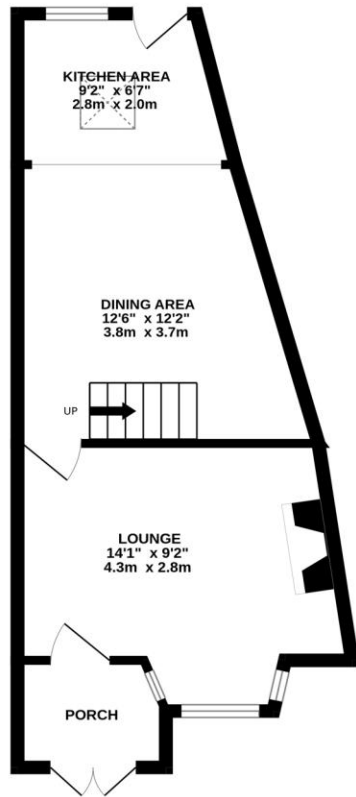 KITCHEN AREA
9'2" x 6'7"
2.8m x 2.0m
DINING AREA
12'6" x 12'2"
3.8m x 3.7m
UP
LOUNGE
14'1" x 9'2"
4.3m x 2.8m
PORCH